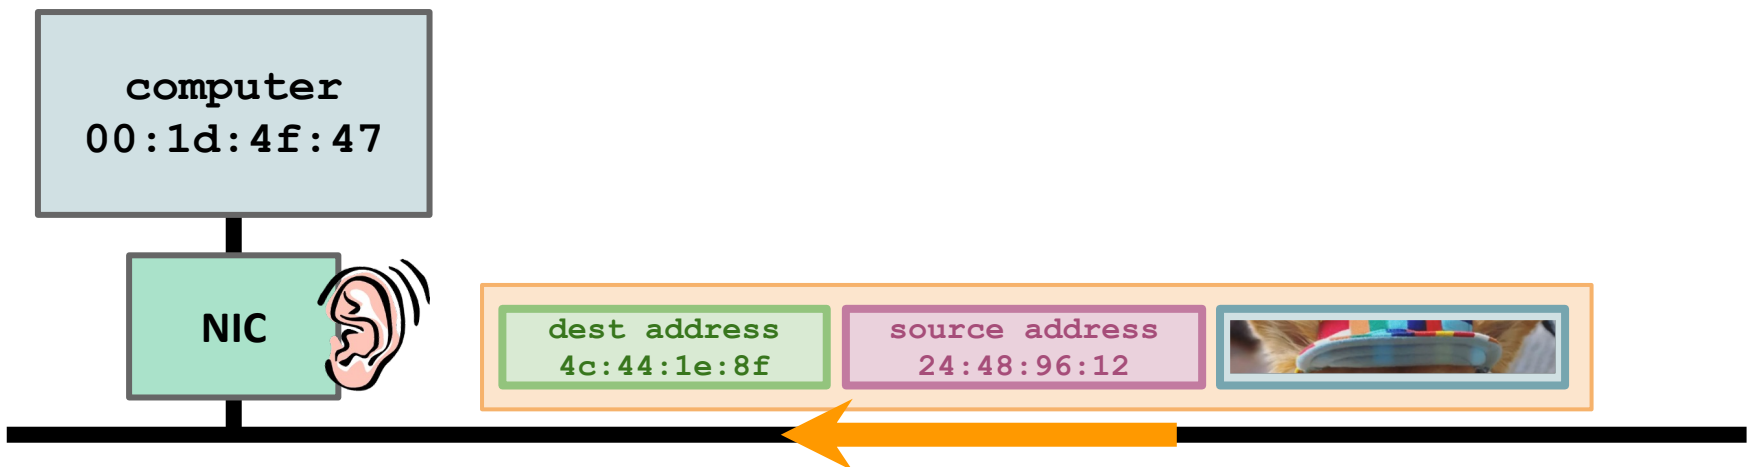 computer
00:1d:4f:47
NIC
dest address
4c:44:1e:8f
source address
24:48:96:12